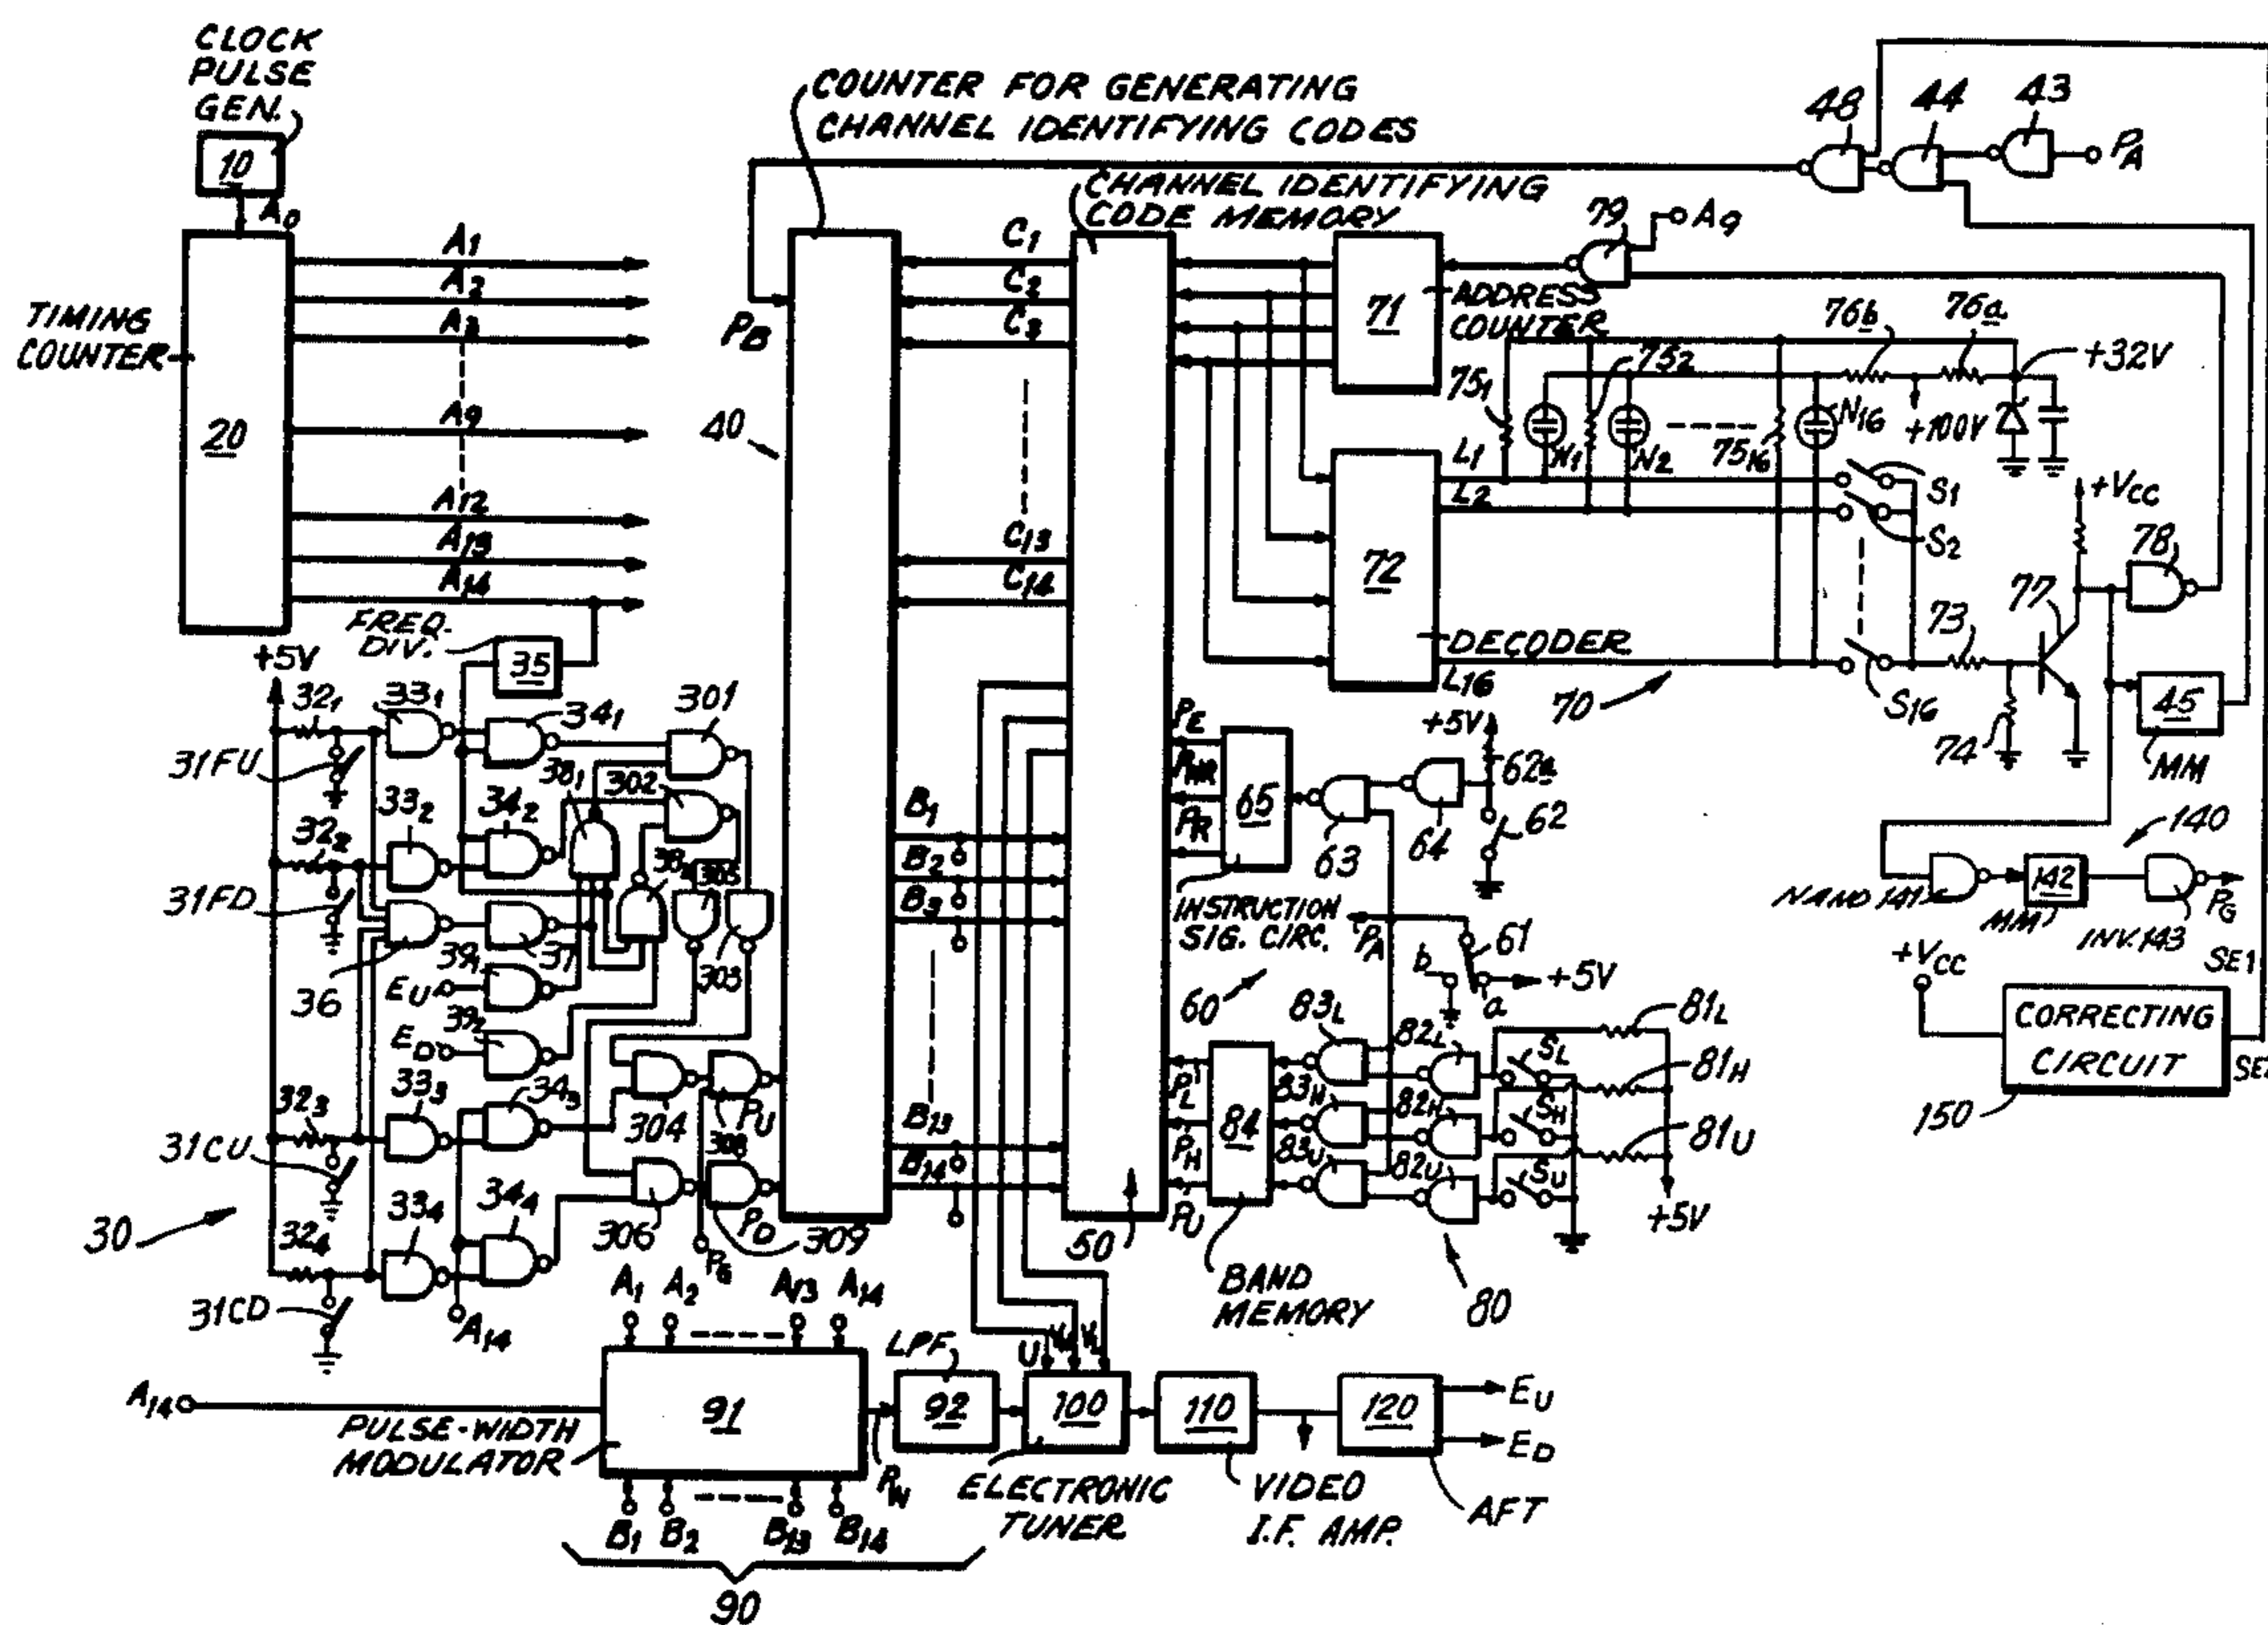 CLOCK
PULSE
GEN.
10
A0
TIMING
COUNTER
20
A1
A2
A3
A9
A12
A13
A14
FREQ.
DIV.
35
COUNTER FOR GENERATING
CHANNEL IDENTIFYING CODES
PB
40
CHANNEL IDENTIFYING
CODE MEMORY
C1
C2
C3
C13
C14
48
44
43
PA
79
A9
71
ADDRESS
COUNTER
72
DECODER
L1
L2
L16
751
752
7516
N1
N2
N16
76b
76a
+32V
+100V
S1
S2
S16
+VCC
78
77
73
74
70
45
MM
140
NAND 141
142
MM
INV. 143
PG
+VCC
CORRECTING
CIRCUIT
150
SE1
+5V
321
331
341
301
31FU
381
302
322
332
342
31FD
382
305
303
36
37
391
EU
392
ED
323
333
343
31CU
304
PU
308
324
334
344
31CD
306
PD
309
PG
30
A14
B1
B2
B3
B13
B14
50
PE
PR
65
INSTRUCTION
SIG. CIRC.
63
64
62a
62
+5V
PA
61
b
a
+5V
60
PL
PH
PU
84
BAND
MEMORY
83L
83H
83U
82L
82H
82U
SL
SH
SU
81L
81H
81U
+5V
80
A1 A2 A13 A14
A14
PULSE-WIDTH
MODULATOR
91
B1 B2 B13 B14
90
PW
LPF
92
U
VL
100
ELECTRONIC
TUNER
110
VIDEO
I.F. AMP.
120
AFT
EU
ED